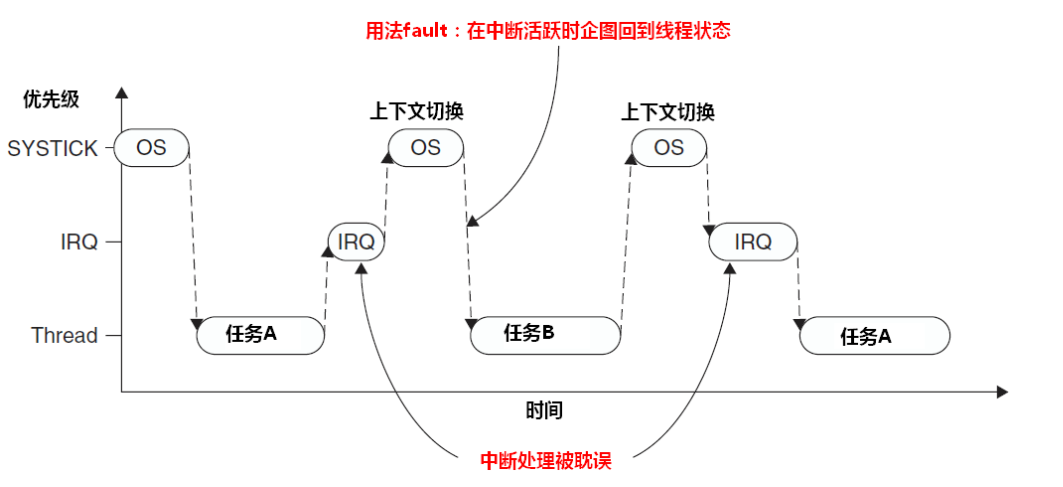 用法fault：在中断活跃时企图回到线程状态
优先级
上下文切换
上下文切换
SYSTICK
OS
OS
OS
IRQ
IRQ
IRQ
Thread
任务A
任务B
任务A
时间
中断处理被耽误